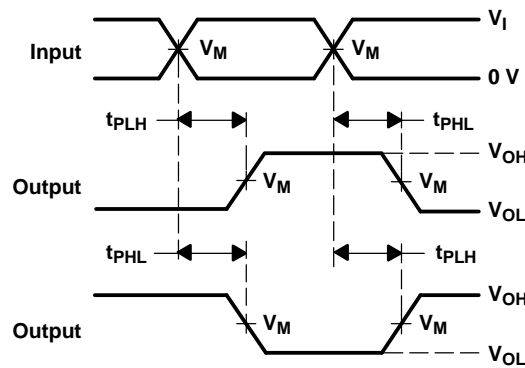 V_I
Input V_M V_M
0 V
t_PLH t_PHL
V_OH
Output V_M V_M
V_OL
t_PHL t_PLH
V_OH
Output V_M V_M
V_OL